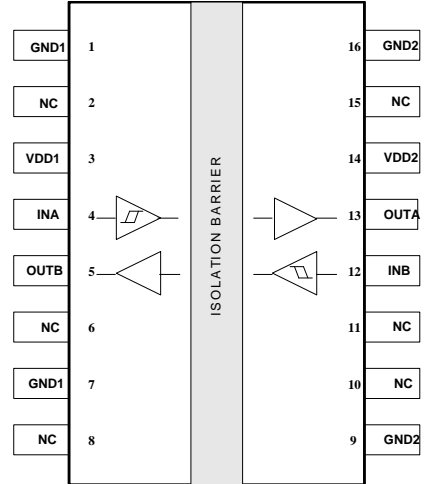 GND1 1 16 GND2
NC 2 15 NC
VDD1 3 14 VDD2
INA 4 13 OUTA
OUTB 5 12 INB
NC 6 11 NC
GND1 7 10 NC
NC 8 9 GND2
ISOLATION BARRIER